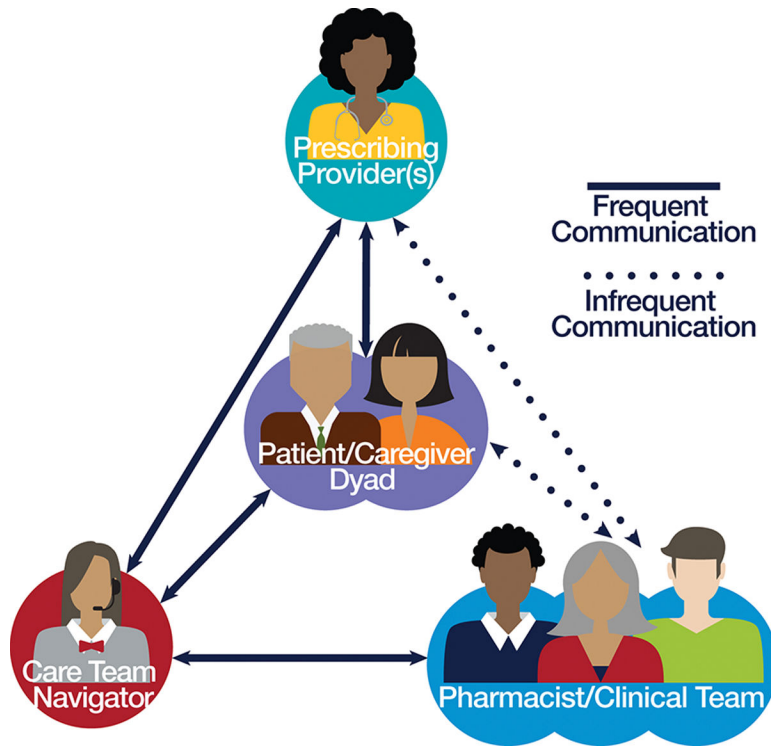 Prescribing
Provider(s)
Frequent
Communication
Infrequent
Communication
Patient/Caregiver
Dyad
Care Team
Navigator
Pharmacist/Clinical Team